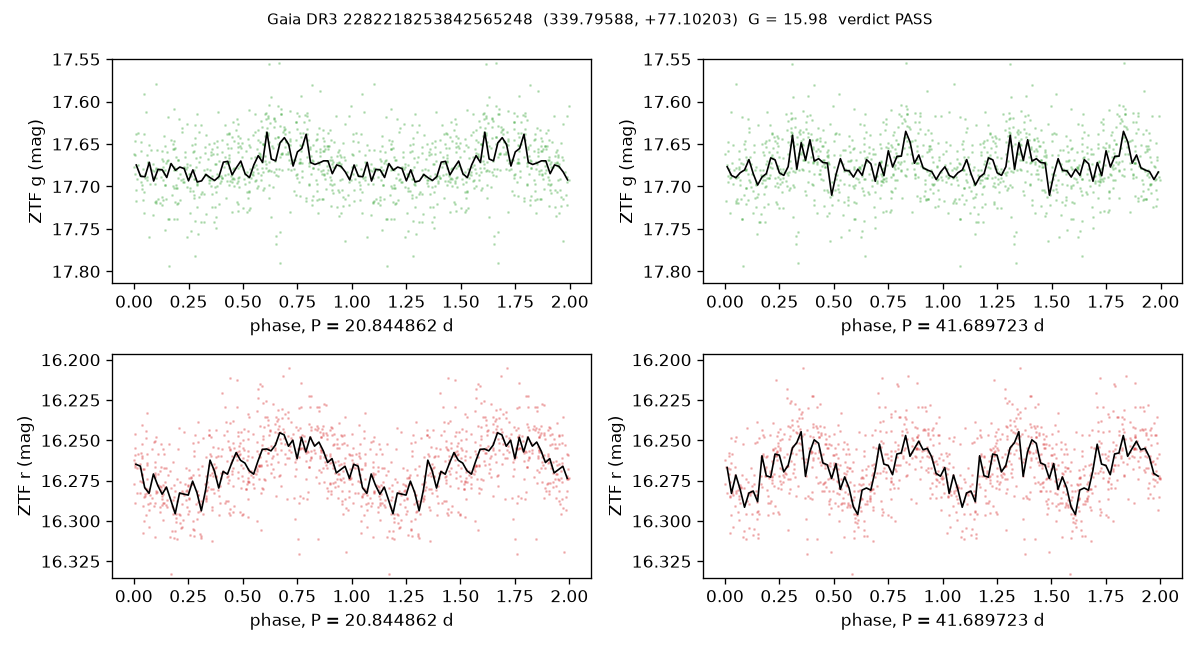 Gaia DR3 2282218253842565248 (339.79588, +77.10203) G = 15.98 verdict PASS
17.55
17.60
17.65
17.70
17.75
17.80
ZTF g (mag)
0.00 0.25 0.50 0.75 1.00 1.25 1.50 1.75 2.00
phase, P = 20.844862 d
17.55
17.60
17.65
17.70
17.75
17.80
ZTF g (mag)
0.00 0.25 0.50 0.75 1.00 1.25 1.50 1.75 2.00
phase, P = 41.689723 d
16.200
16.225
16.250
16.275
16.300
16.325
ZTF r (mag)
0.00 0.25 0.50 0.75 1.00 1.25 1.50 1.75 2.00
phase, P = 20.844862 d
16.200
16.225
16.250
16.275
16.300
16.325
ZTF r (mag)
0.00 0.25 0.50 0.75 1.00 1.25 1.50 1.75 2.00
phase, P = 41.689723 d